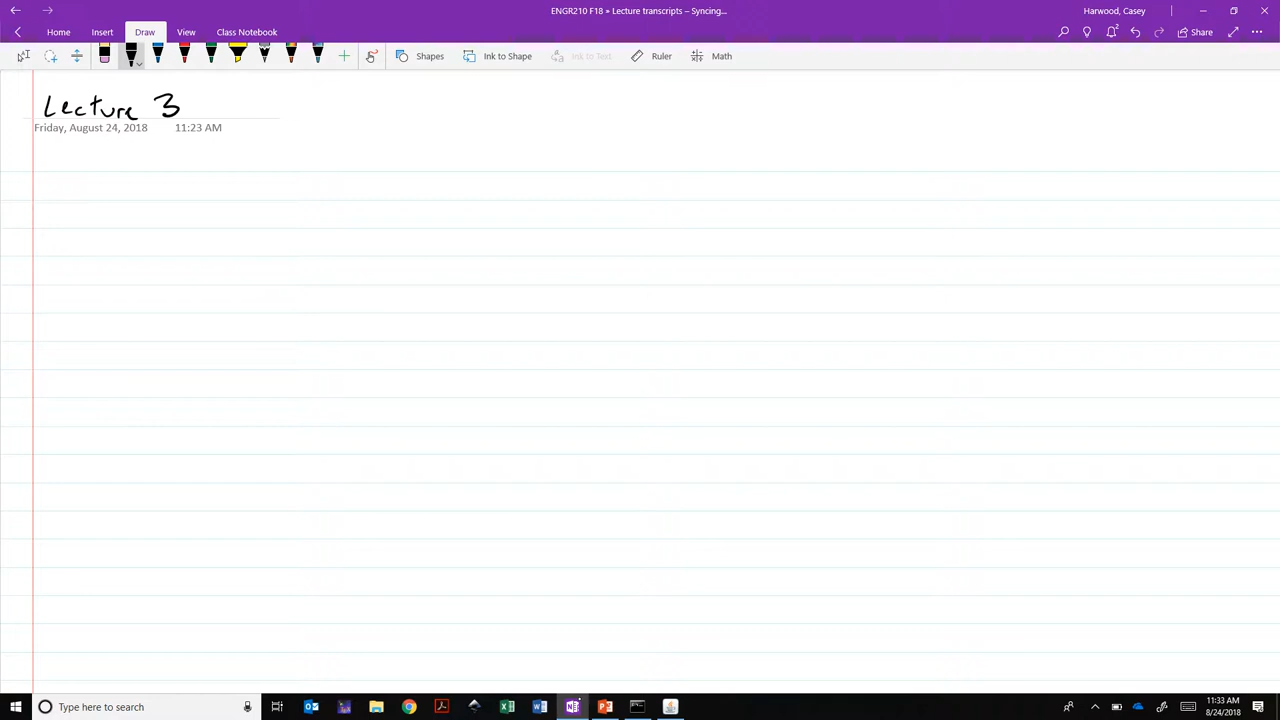 ENGR210 F18 » Lecture transcripts – Syncing...
Harwood, Casey
Home Insert Draw View Class Notebook
Share
Shapes Ink to Shape Ink to Text Ruler Math
Lecture 3
Friday, August 24, 2018 11:23 AM
Type here to search
11:33 AM
8/24/2018